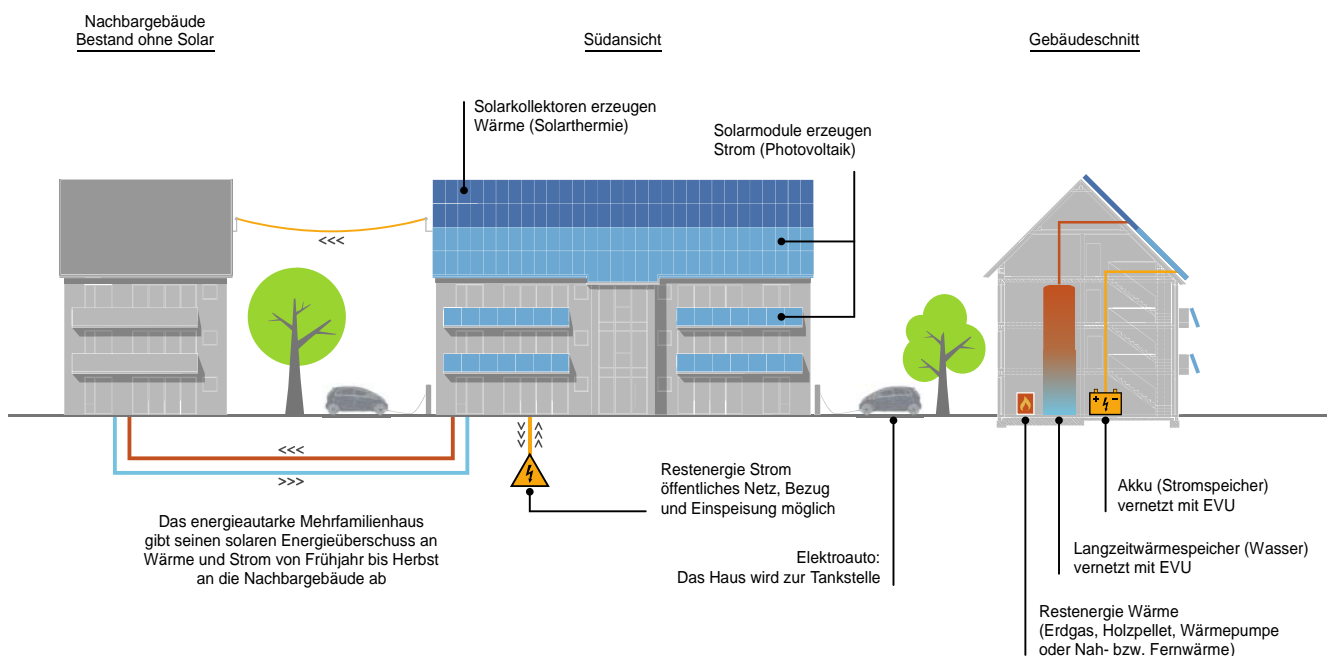 Nachbargebäude
Bestand ohne Solar
Südansicht
Gebäudeschnitt
Solarkollektoren erzeugen
Wärme (Solarthermie)
Solarmodule erzeugen
Strom (Photovoltaik)
<<<
<<<
>>>
>>>
<<<
+ -
Das energieautarke Mehrfamilienhaus
gibt seinen solaren Energieüberschuss an
Wärme und Strom von Frühjahr bis Herbst
an die Nachbargebäude ab
Restenergie Strom
öffentliches Netz, Bezug
und Einspeisung möglich
Elektroauto:
Das Haus wird zur Tankstelle
Akku (Stromspeicher)
vernetzt mit EVU
Langzeitwärmespeicher (Wasser)
vernetzt mit EVU
Restenergie Wärme
(Erdgas, Holzpellet, Wärmepumpe
oder Nah- bzw. Fernwärme)